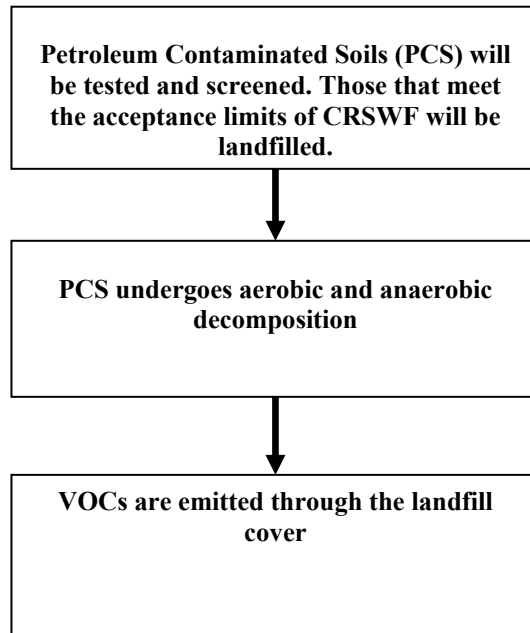 Petroleum Contaminated Soils (PCS) will
be tested and screened. Those that meet
the acceptance limits of CRSWF will be
landfilled.
PCS undergoes aerobic and anaerobic
decomposition
VOCs are emitted through the landfill
cover